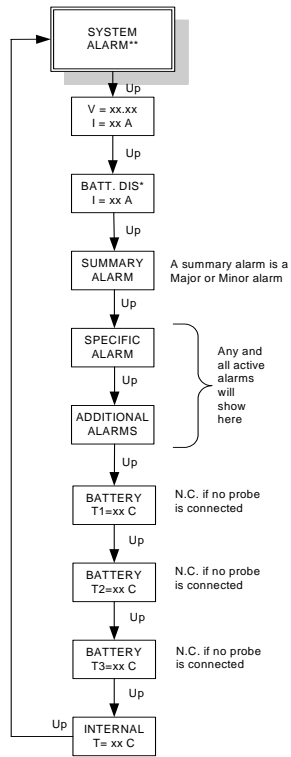 SYSTEM
ALARM**
Up
V = xx.xx
I = xx A
Up
BATT. DIS*
I = xx A
Up
SUMMARY
ALARM
A summary alarm is a
Major or Minor alarm
Up
SPECIFIC
ALARM
Up
ADDITIONAL
ALARMS
Any and
all active
alarms
will
show
here
Up
BATTERY
T1=xx C
N.C. if no probe
is connected
Up
BATTERY
T2=xx C
N.C. if no probe
is connected
Up
BATTERY
T3=xx C
N.C. if no probe
is connected
Up
INTERNAL
T= xx C
Up